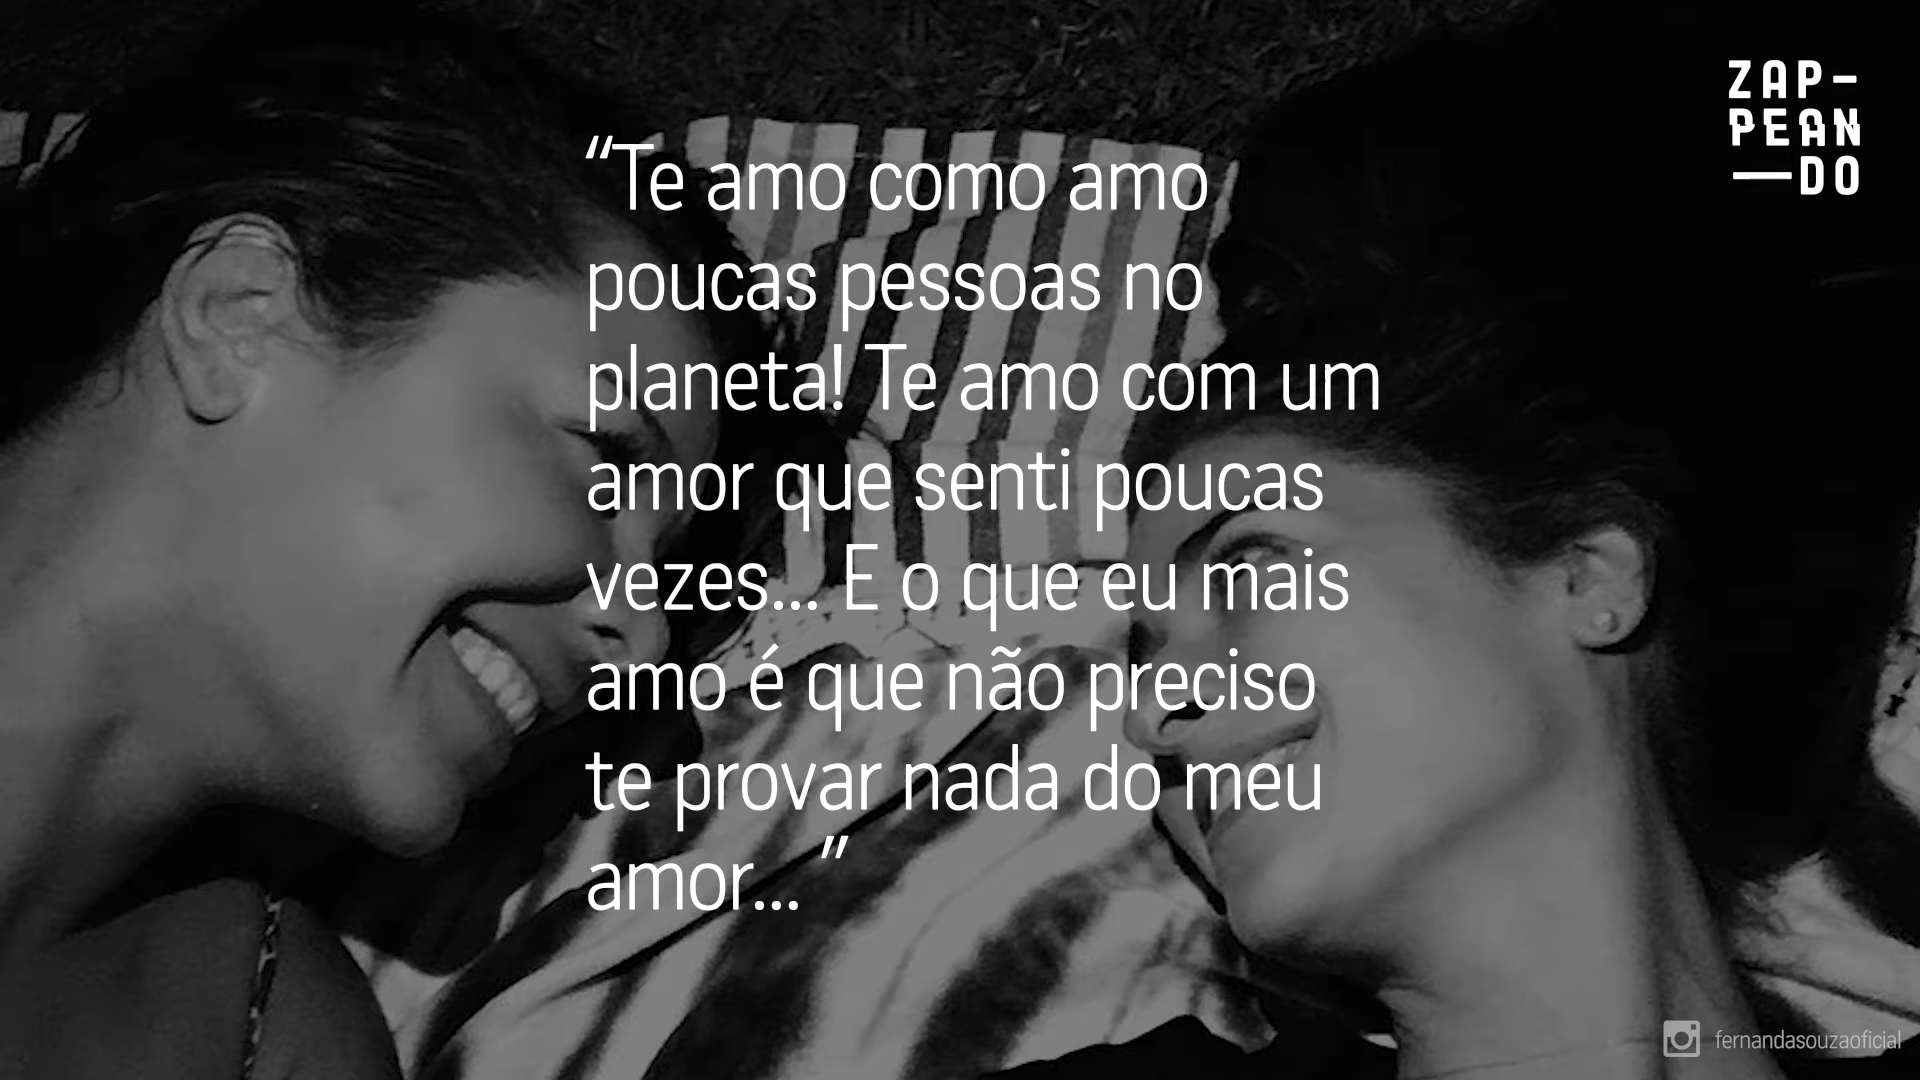 ZAP-
PEAN
—DO
“Te amo como amo
poucas pessoas no
planeta! Te amo com um
amor que senti poucas
vezes... E o que eu mais
amo é que não preciso
te provar nada do meu
amor...”
fernandasouzaoficial